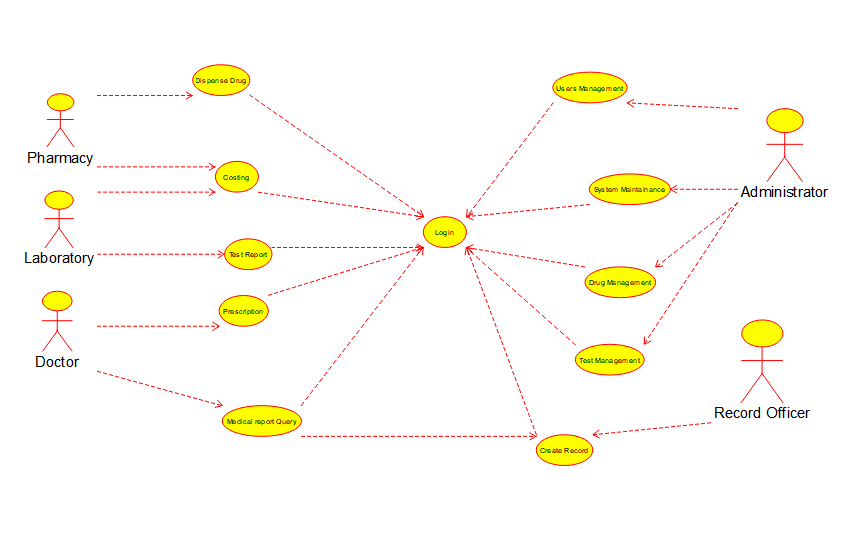 Dispense Drug
Users Management
Pharmacy
Costing
System Maintainance
Administrator
Login
Laboratory
Test Report
Drug Management
Prescription
Doctor
Test Management
Record Officer
Medical report Query
Create Record